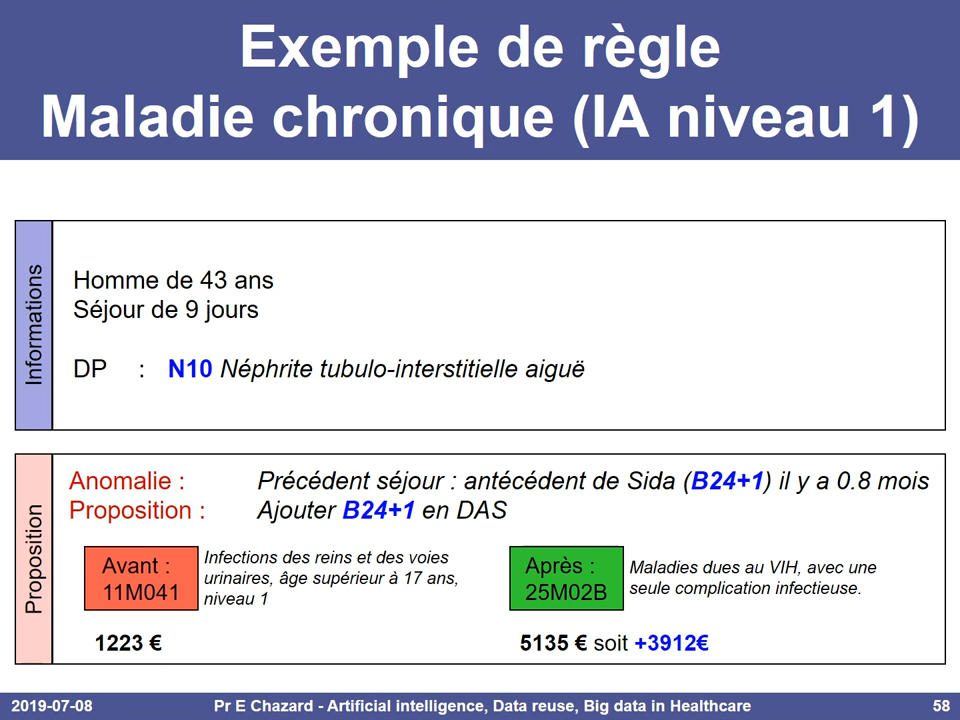 Exemple de règle
Maladie chronique (IA niveau 1)
Informations
Homme de 43 ans
Séjour de 9 jours
DP : N10 Néphrite tubulo-interstitielle aiguë
Proposition
Anomalie : Précédent séjour : antécédent de Sida (B24+1) il y a 0.8 mois
Proposition : Ajouter B24+1 en DAS
Avant :
11M041
Infections des reins et des voies
urinaires, âge supérieur à 17 ans,
niveau 1
1223 €
Après :
25M02B
Maladies dues au VIH, avec une
seule complication infectieuse.
5135 € soit +3912€
2019-07-08
Pr E Chazard - Artificial intelligence, Data reuse, Big data in Healthcare
58